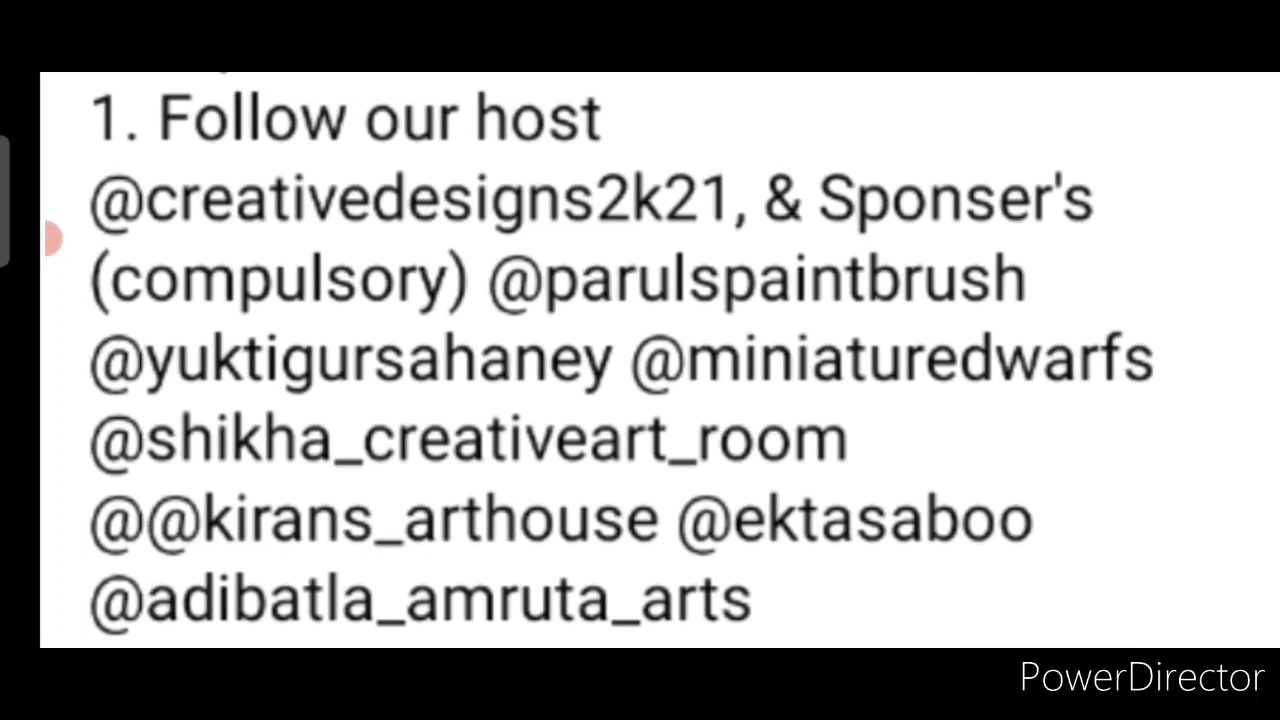 1. Follow our host
@creativedesigns2k21, & Sponser's
(compulsory) @parulspaintbrush
@yuktigursahaney @miniaturedwarfs
@shikha_creativeart_room
@@kirans_arthouse @ektasaboo
@adibatla_amruta_arts
PowerDirector